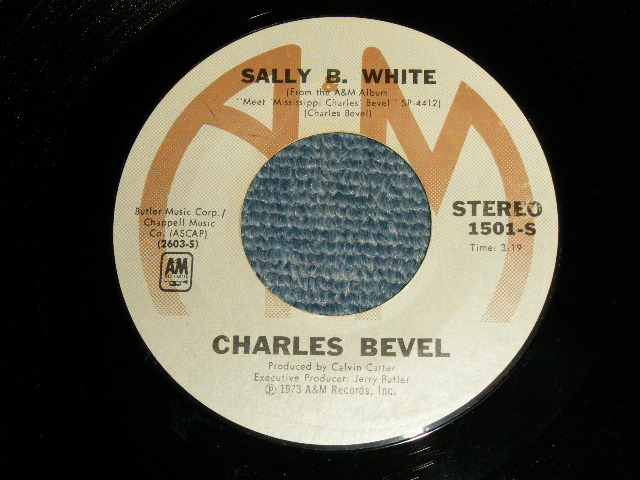 SALLY B. WHITE
(From the A&M Album
"Meet 'Mississippi Charles' Bevel" SP-4412)
(Charles Bevel)
Butler Music Corp./
Chappell Music
Co. (ASCAP)
(2603-S)
AM
STEREO
1501-S
Time: 3:19
CHARLES BEVEL
Produced by Calvin Carter
Executive Producer: Jerry Butler
℗ 1973 A&M Records, Inc.